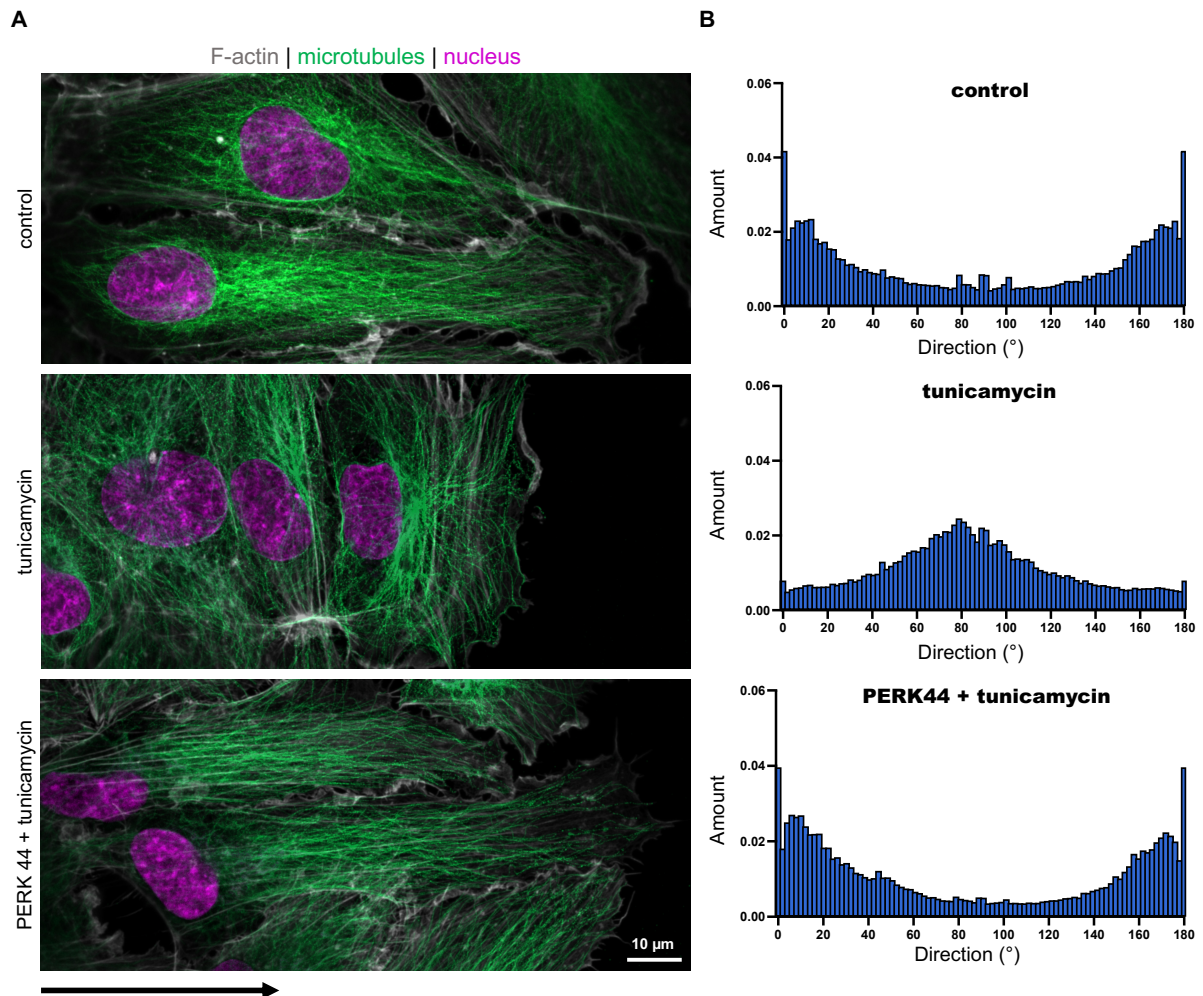 A
F-actin | microtubules | nucleus
control
tunicamycin
PERK 44 + tunicamycin
10 µm
B
control
Amount
0.06
0.04
0.02
0.00
0 20 40 60 80 100 120 140 160 180
Direction (°)
tunicamycin
Amount
0.06
0.04
0.02
0.00
0 20 40 60 80 100 120 140 160 180
Direction (°)
PERK44 + tunicamycin
Amount
0.06
0.04
0.02
0.00
0 20 40 60 80 100 120 140 160 180
Direction (°)